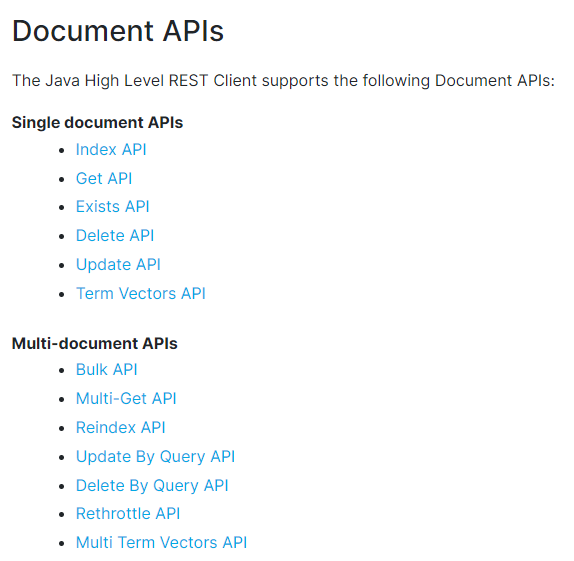 Document APIs
The Java High Level REST Client supports the following Document APIs:
Single document APIs
• Index API
• Get API
• Exists API
• Delete API
• Update API
• Term Vectors API
Multi-document APIs
• Bulk API
• Multi-Get API
• Reindex API
• Update By Query API
• Delete By Query API
• Rethrottle API
• Multi Term Vectors API